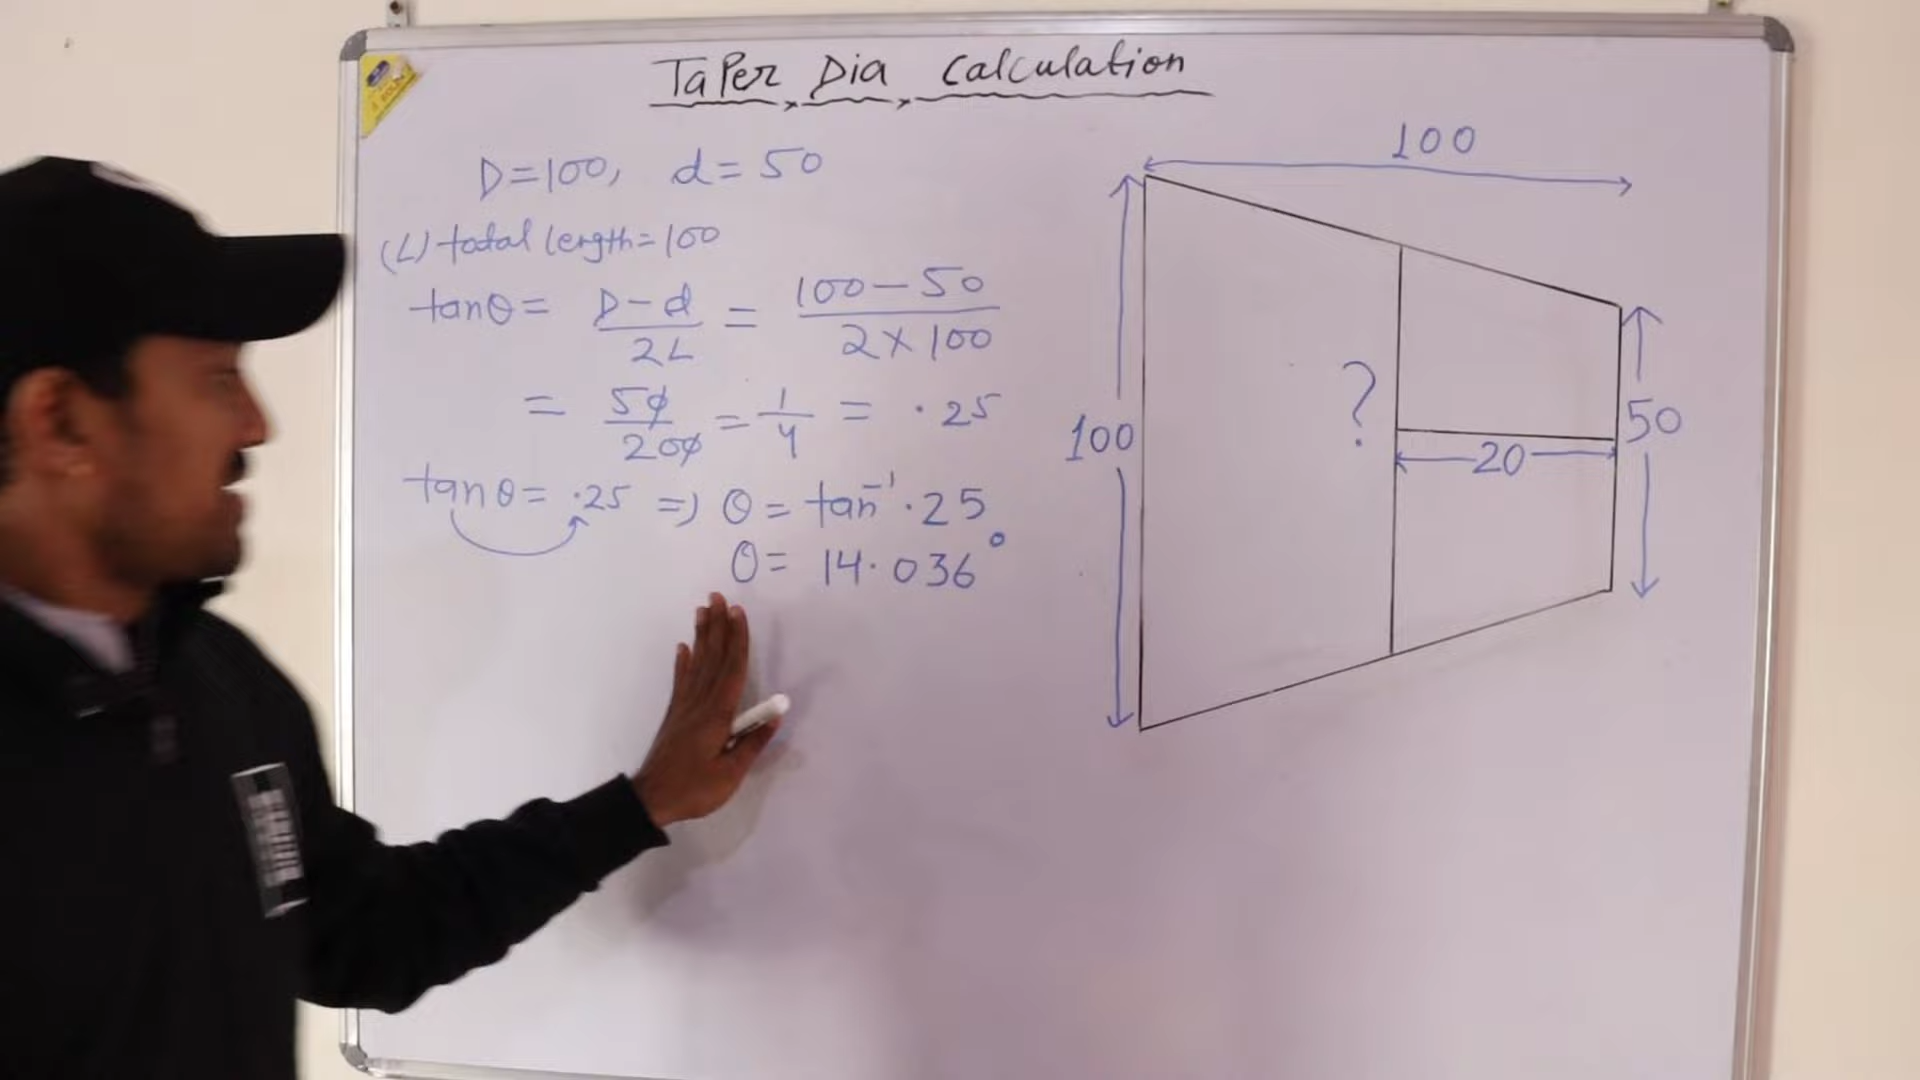 TaPer Dia Calculation
D=100, d=50
(L) total length=100
tanθ= D-d/2L = 100-50/2×100
= 50/200 = 1/4 = .25
tanθ= .25 => θ = tan⁻¹ .25
θ= 14.036°
100
100
?
20
50